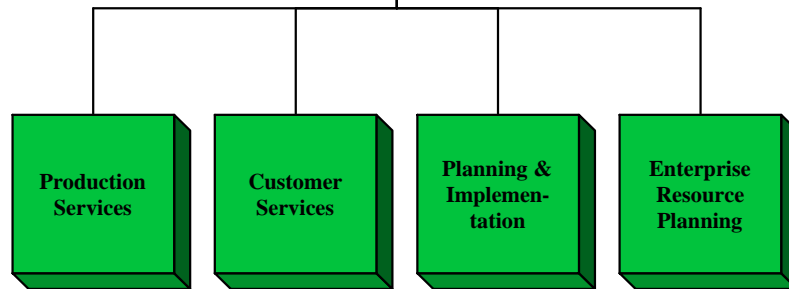 Production
Services
Customer
Services
Planning &
Implemen-
tation
Enterprise
Resource
Planning